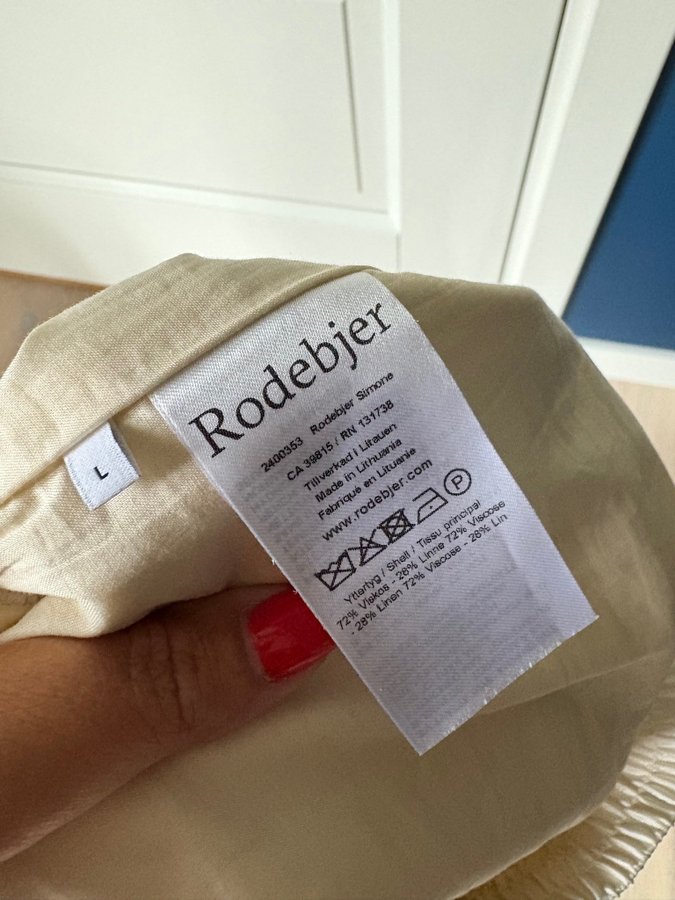 Rodebjer
2400353 Rodebjer Simone
CA 39815 / RN 131738
Tillverkad i Litauen
Made in Lithuania
Fabriqué en Lituanie
www.rodebjer.com
P
Yttertyg / Shell / Tissu principal
72% Viskos - 28% Linne 72% Viscose
- 28% Linen 72% Viscose - 28% Lin
L